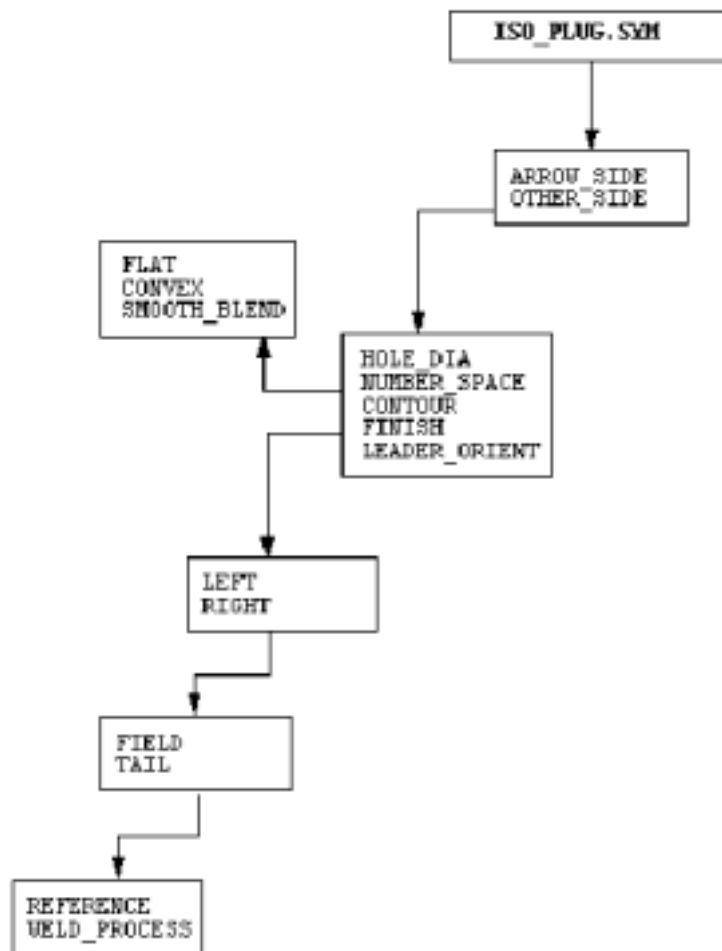 ISO_PLUG.SYM
ARROW_SIDE
OTHER_SIDE
FLAT
CONVEX
SMOOTH_BLEND
HOLE_DIA
NUMBER_SPACE
CONTOUR
FINISH
LEADER_ORIENT
LEFT
RIGHT
FIELD
TAIL
REFERENCE
WELD_PROCESS